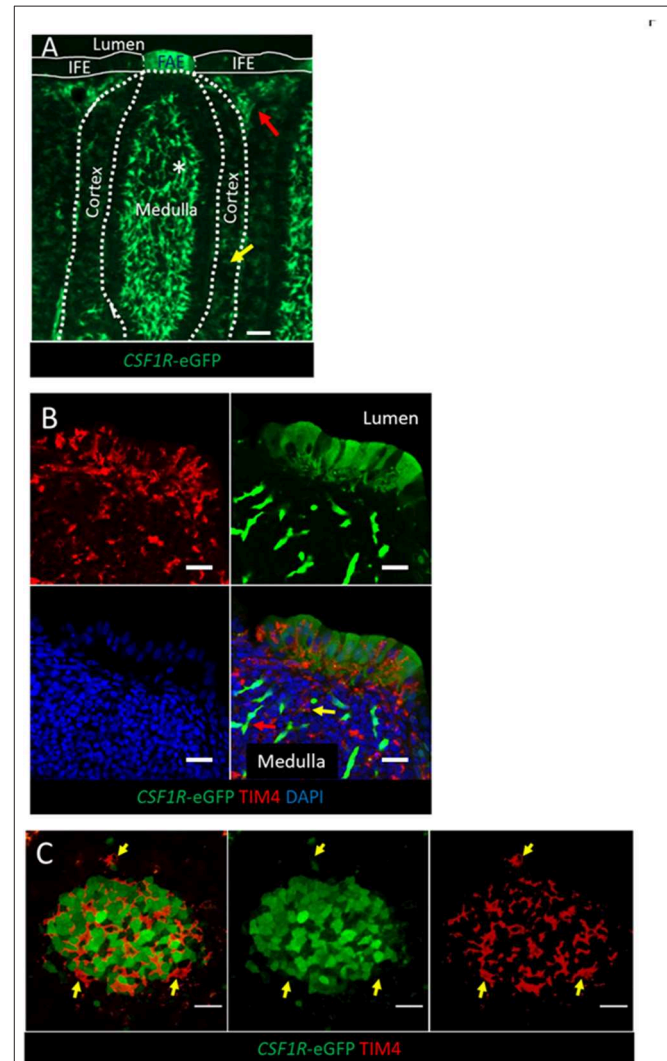 A
Lumen
IFE
FAE
IFE
Cortex
*
Medulla
Cortex
CSF1R-eGFP
B
Lumen
Medulla
CSF1R-eGFP TIM4 DAPI
C
CSF1R-eGFP TIM4